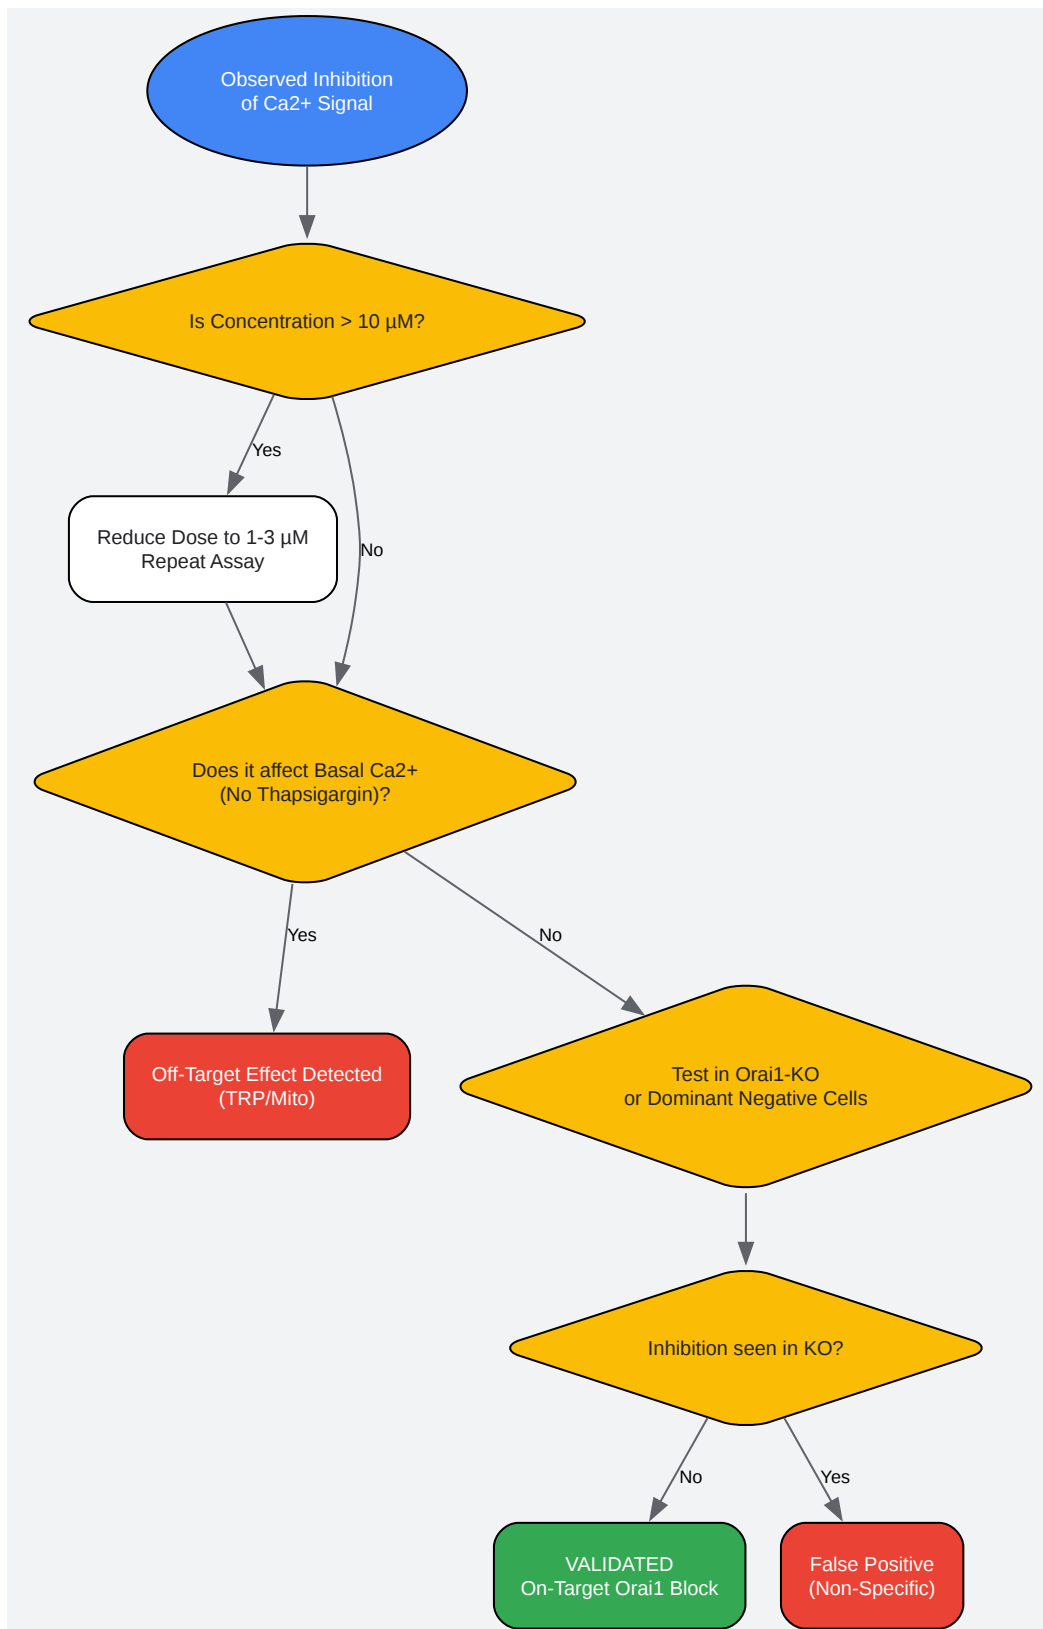 Observed Inhibition
of Ca2+ Signal
Is Concentration > 10 µM?
Yes
Reduce Dose to 1-3 µM
Repeat Assay
No
Does it affect Basal Ca2+
(No Thapsigargin)?
Yes
No
Off-Target Effect Detected
(TRP/Mito)
Test in Orai1-KO
or Dominant Negative Cells
Inhibition seen in KO?
No
Yes
VALIDATED
On-Target Orai1 Block
False Positive
(Non-Specific)